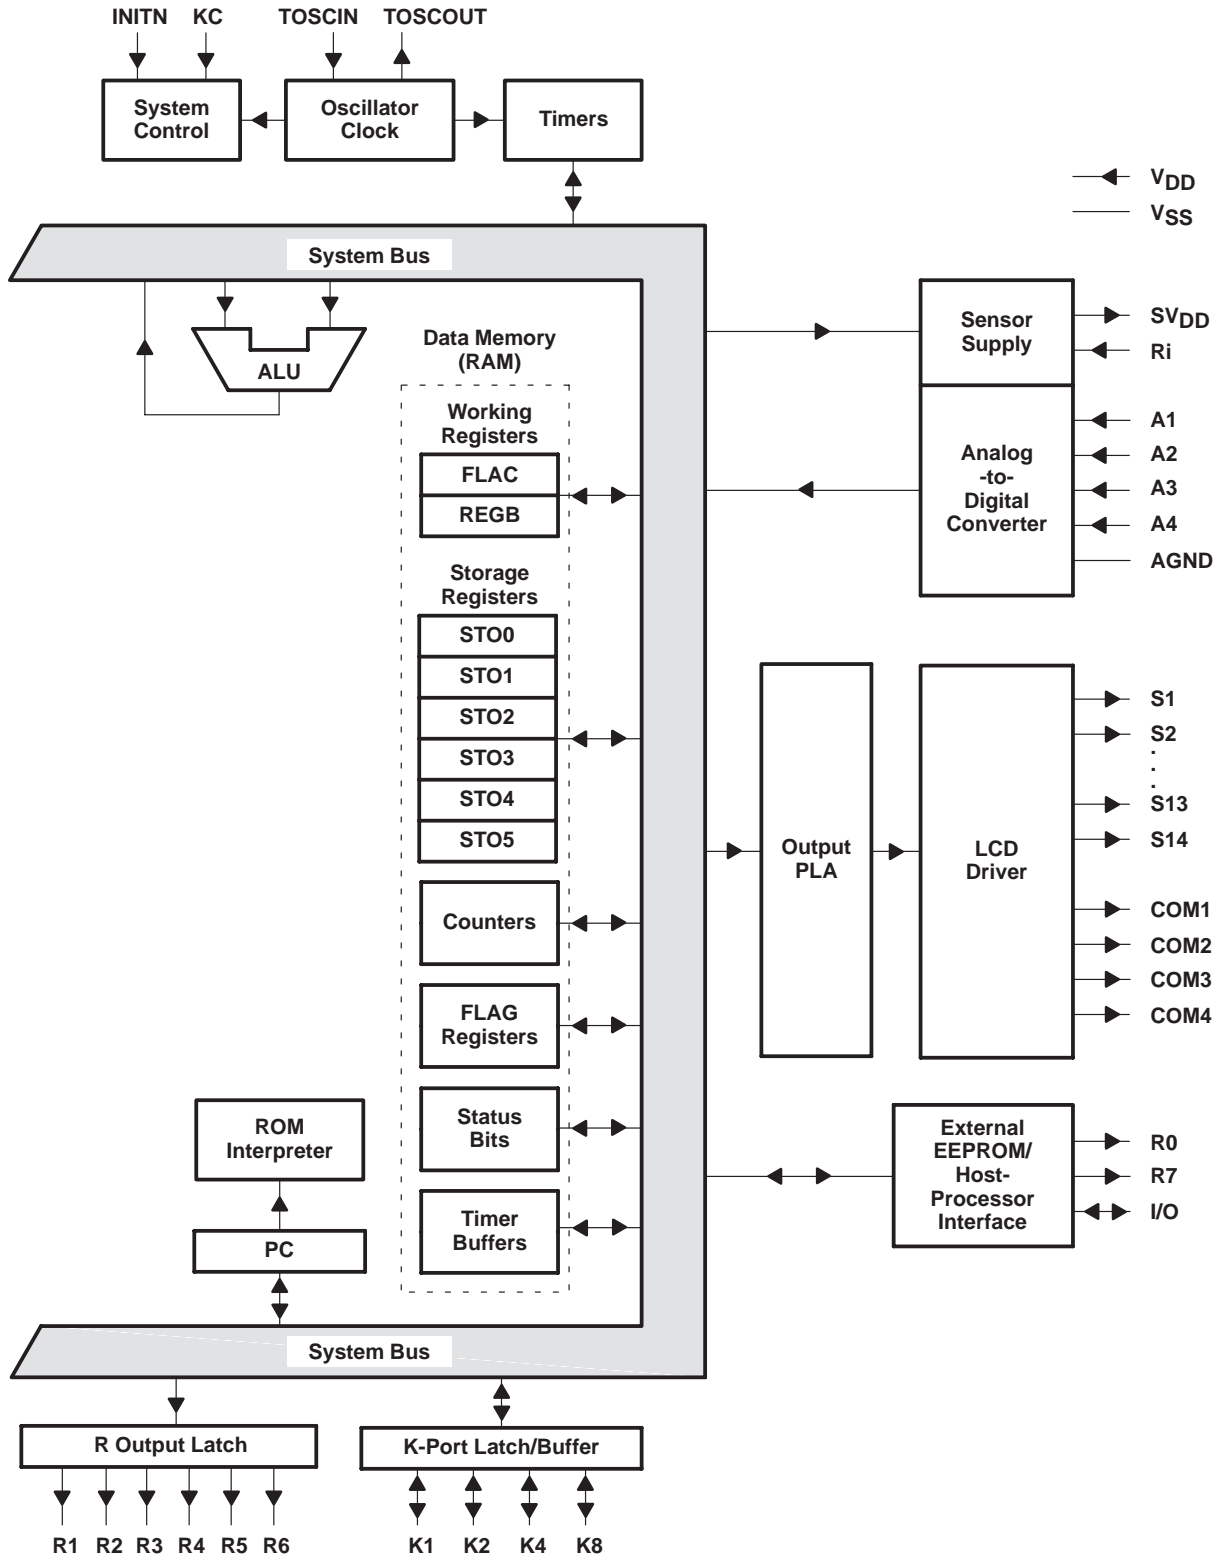 INITN KC TOSCIN TOSCOUT
System
Control
Oscillator
Clock
Timers
VDD
VSS
System Bus
ALU
Data Memory
(RAM)
Working
Registers
FLAC
REGB
Storage
Registers
STO0
STO1
STO2
STO3
STO4
STO5
Counters
FLAG
Registers
Status
Bits
Timer
Buffers
ROM
Interpreter
PC
Sensor
Supply
SVDD
Ri
Analog
-to-
Digital
Converter
A1
A2
A3
A4
AGND
Output
PLA
LCD
Driver
S1
S2
.
.
.
S13
S14
COM1
COM2
COM3
COM4
External
EEPROM/
Host-
Processor
Interface
R0
R7
I/O
System Bus
R Output Latch
K-Port Latch/Buffer
R1 R2 R3 R4 R5 R6 K1 K2 K4 K8